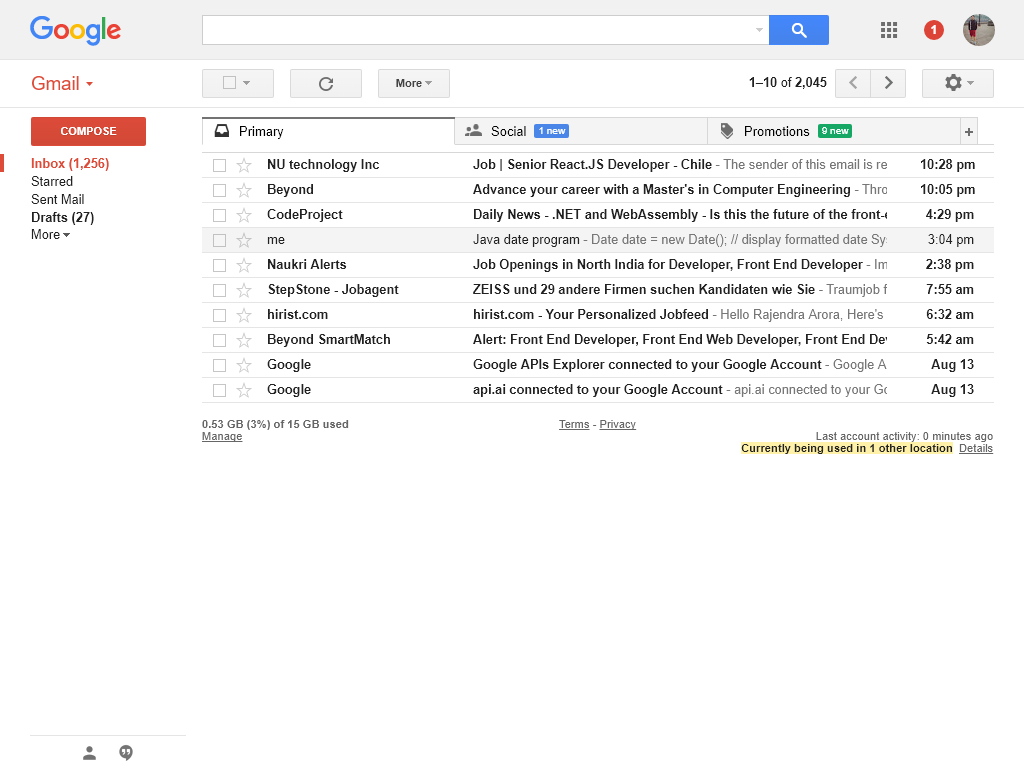 Google
1
Gmail
More
1–10 of 2,045
COMPOSE
Inbox (1,256)
Starred
Sent Mail
Drafts (27)
More
Primary
Social 1 new
Promotions 9 new
+
NU technology Inc Job | Senior React.JS Developer - Chile - The sender of this email is re 10:28 pm
Beyond Advance your career with a Master's in Computer Engineering - Thro 10:05 pm
CodeProject Daily News - .NET and WebAssembly - Is this the future of the front- 4:29 pm
me Java date program - Date date = new Date(); // display formatted date Sy 3:04 pm
Naukri Alerts Job Openings in North India for Developer, Front End Developer - Im 2:38 pm
StepStone - Jobagent ZEISS und 29 andere Firmen suchen Kandidaten wie Sie - Traumjob f 7:55 am
hirist.com hirist.com - Your Personalized Jobfeed - Hello Rajendra Arora, Here's 6:32 am
Beyond SmartMatch Alert: Front End Developer, Front End Web Developer, Front End De 5:42 am
Google Google APIs Explorer connected to your Google Account - Google A Aug 13
Google api.ai connected to your Google Account - api.ai connected to your Go Aug 13
0.53 GB (3%) of 15 GB used
Manage
Terms - Privacy
Last account activity: 0 minutes ago
Currently being used in 1 other location Details